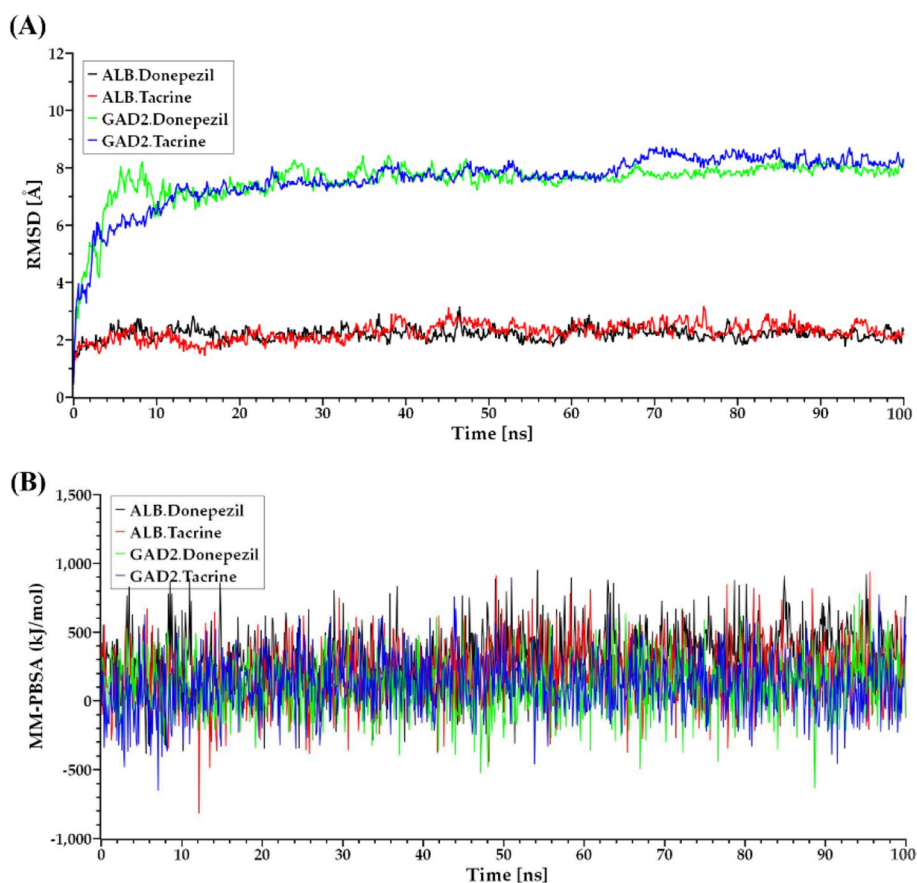 (A)
12
10
8
6
4
2
0
RMSD [Å]
ALB.Donepezil
ALB.Tacrine
GAD2.Donepezil
GAD2.Tacrine
0 10 20 30 40 50 60 70 80 90 100
Time [ns]
(B)
1,500
1,000
500
0
-500
-1,000
MM-PBSA (kJ/mol)
ALB.Donepezil
ALB.Tacrine
GAD2.Donepezil
GAD2.Tacrine
0 10 20 30 40 50 60 70 80 90 100
Time [ns]